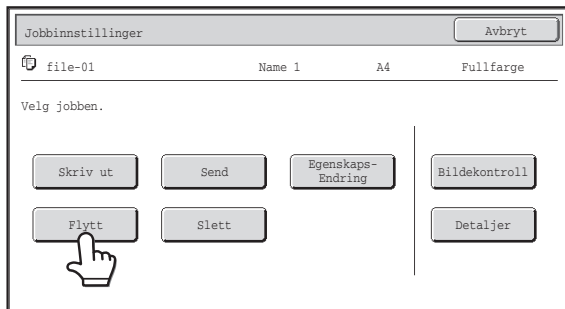 Jobbinnstillinger Avbryt
file-01 Name 1 A4 Fullfarge
Velg jobben.
Skriv ut Send Egenskaps-
Endring Bildekontroll
Flytt Slett Detaljer